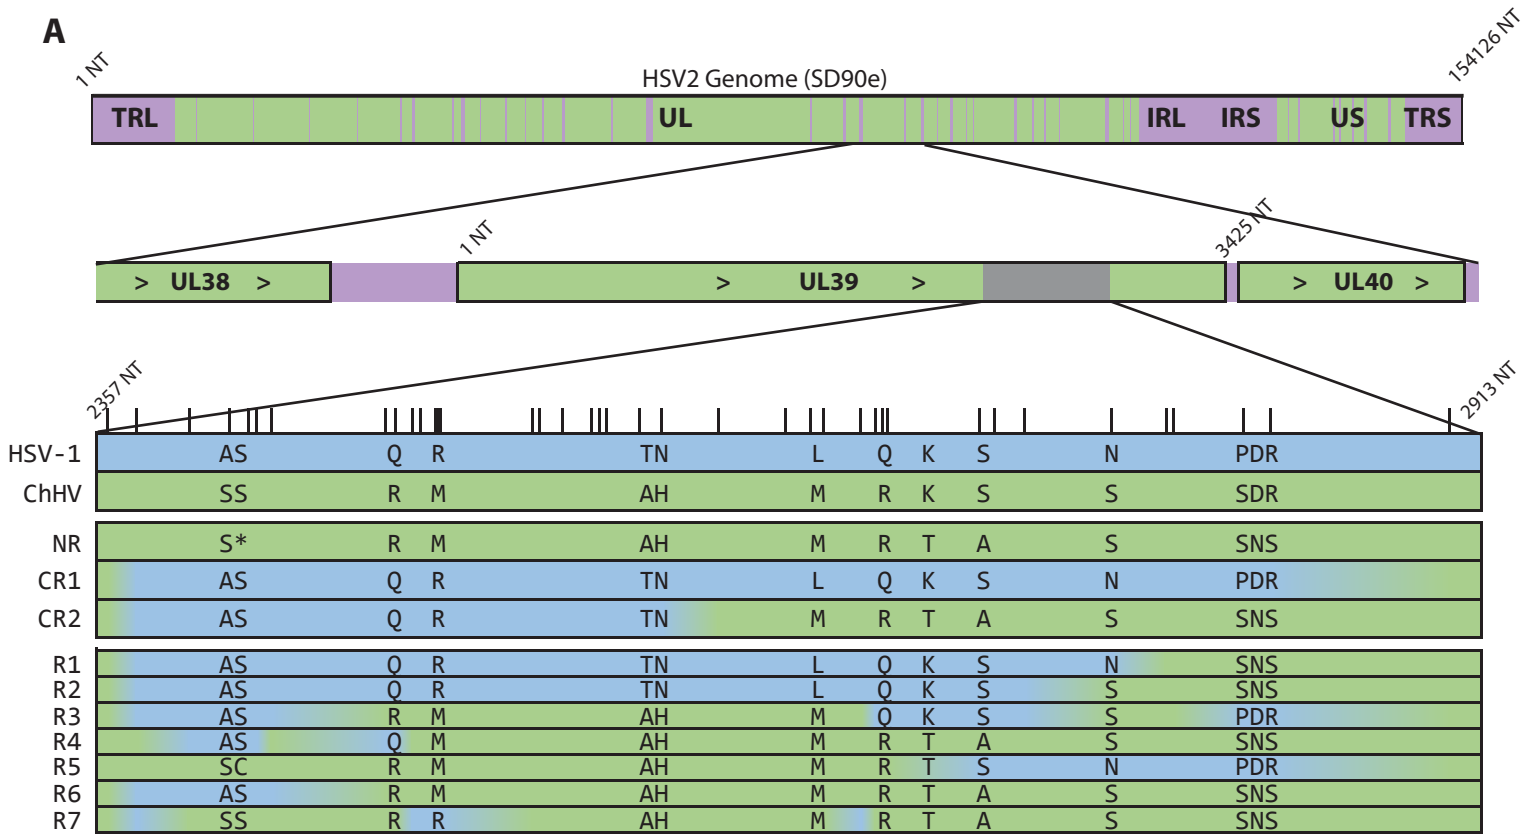 A
1 NT
154126 NT
HSV2 Genome (SD90e)
TRL UL IRL IRS US TRS
1 NT
3425 NT
> UL38 > > UL39 > > UL40 >
2357 NT
2913 NT
HSV-1 AS Q R TN L Q K S N PDR
ChHV SS R M AH M R K S S SDR
NR S* R M AH M R T A S SNS
CR1 AS Q R TN L Q K S N PDR
CR2 AS Q R TN M R T A S SNS
R1 AS Q R TN L Q K S N SNS
R2 AS Q R TN L Q K S S SNS
R3 AS R M AH M Q K S S PDR
R4 AS Q M AH M R T A S SNS
R5 SC R M AH M R T S N PDR
R6 AS R M AH M R T A S SNS
R7 SS R R AH M R T A S SNS